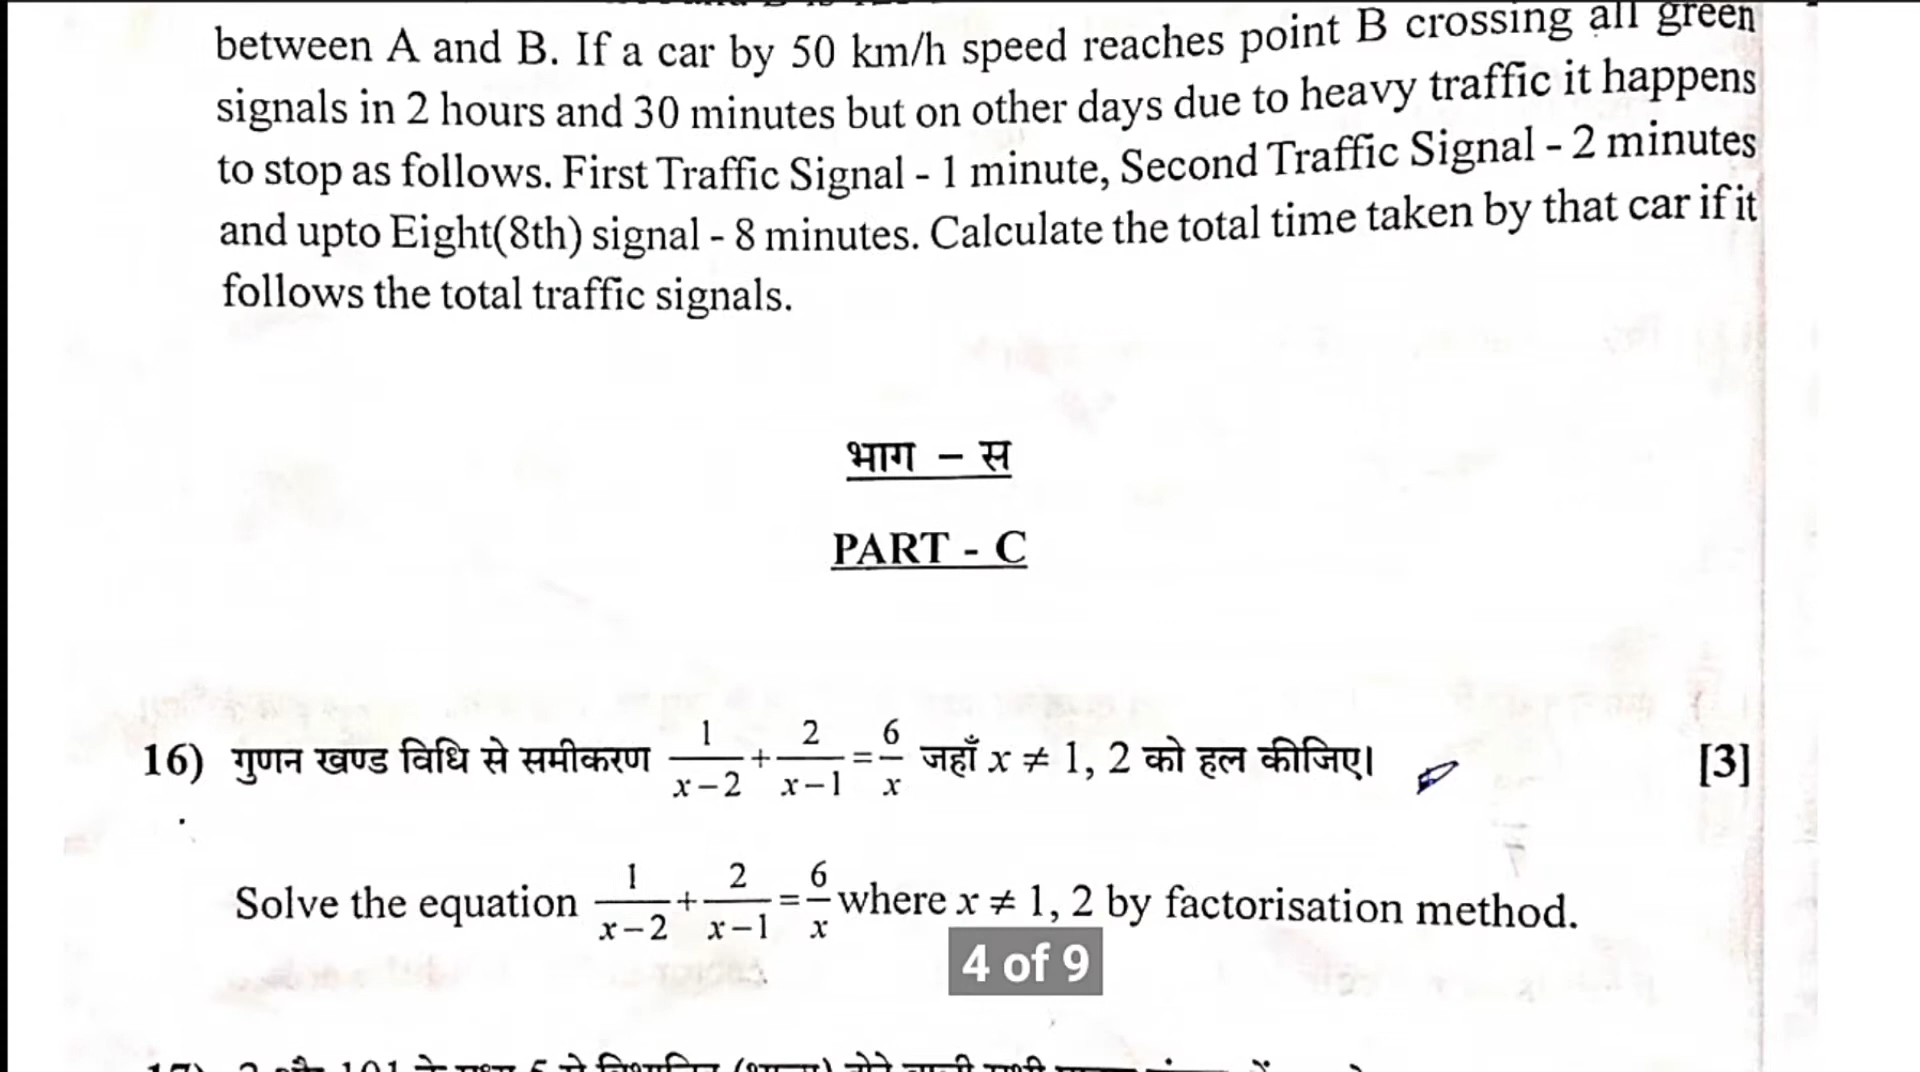 between A and B. If a car by 50 km/h speed reaches point B crossing all green
signals in 2 hours and 30 minutes but on other days due to heavy traffic it happens
to stop as follows. First Traffic Signal - 1 minute, Second Traffic Signal - 2 minutes
and upto Eight(8th) signal - 8 minutes. Calculate the total time taken by that car if it
follows the total traffic signals.
भाग – स
PART - C
16) गुणन खण्ड विधि से समीकरण 1/(x−2) + 2/(x−1) = 6/x जहाँ x ≠ 1, 2 को हल कीजिए। [3]
Solve the equation 1/(x−2) + 2/(x−1) = 6/x where x ≠ 1, 2 by factorisation method.
4 of 9